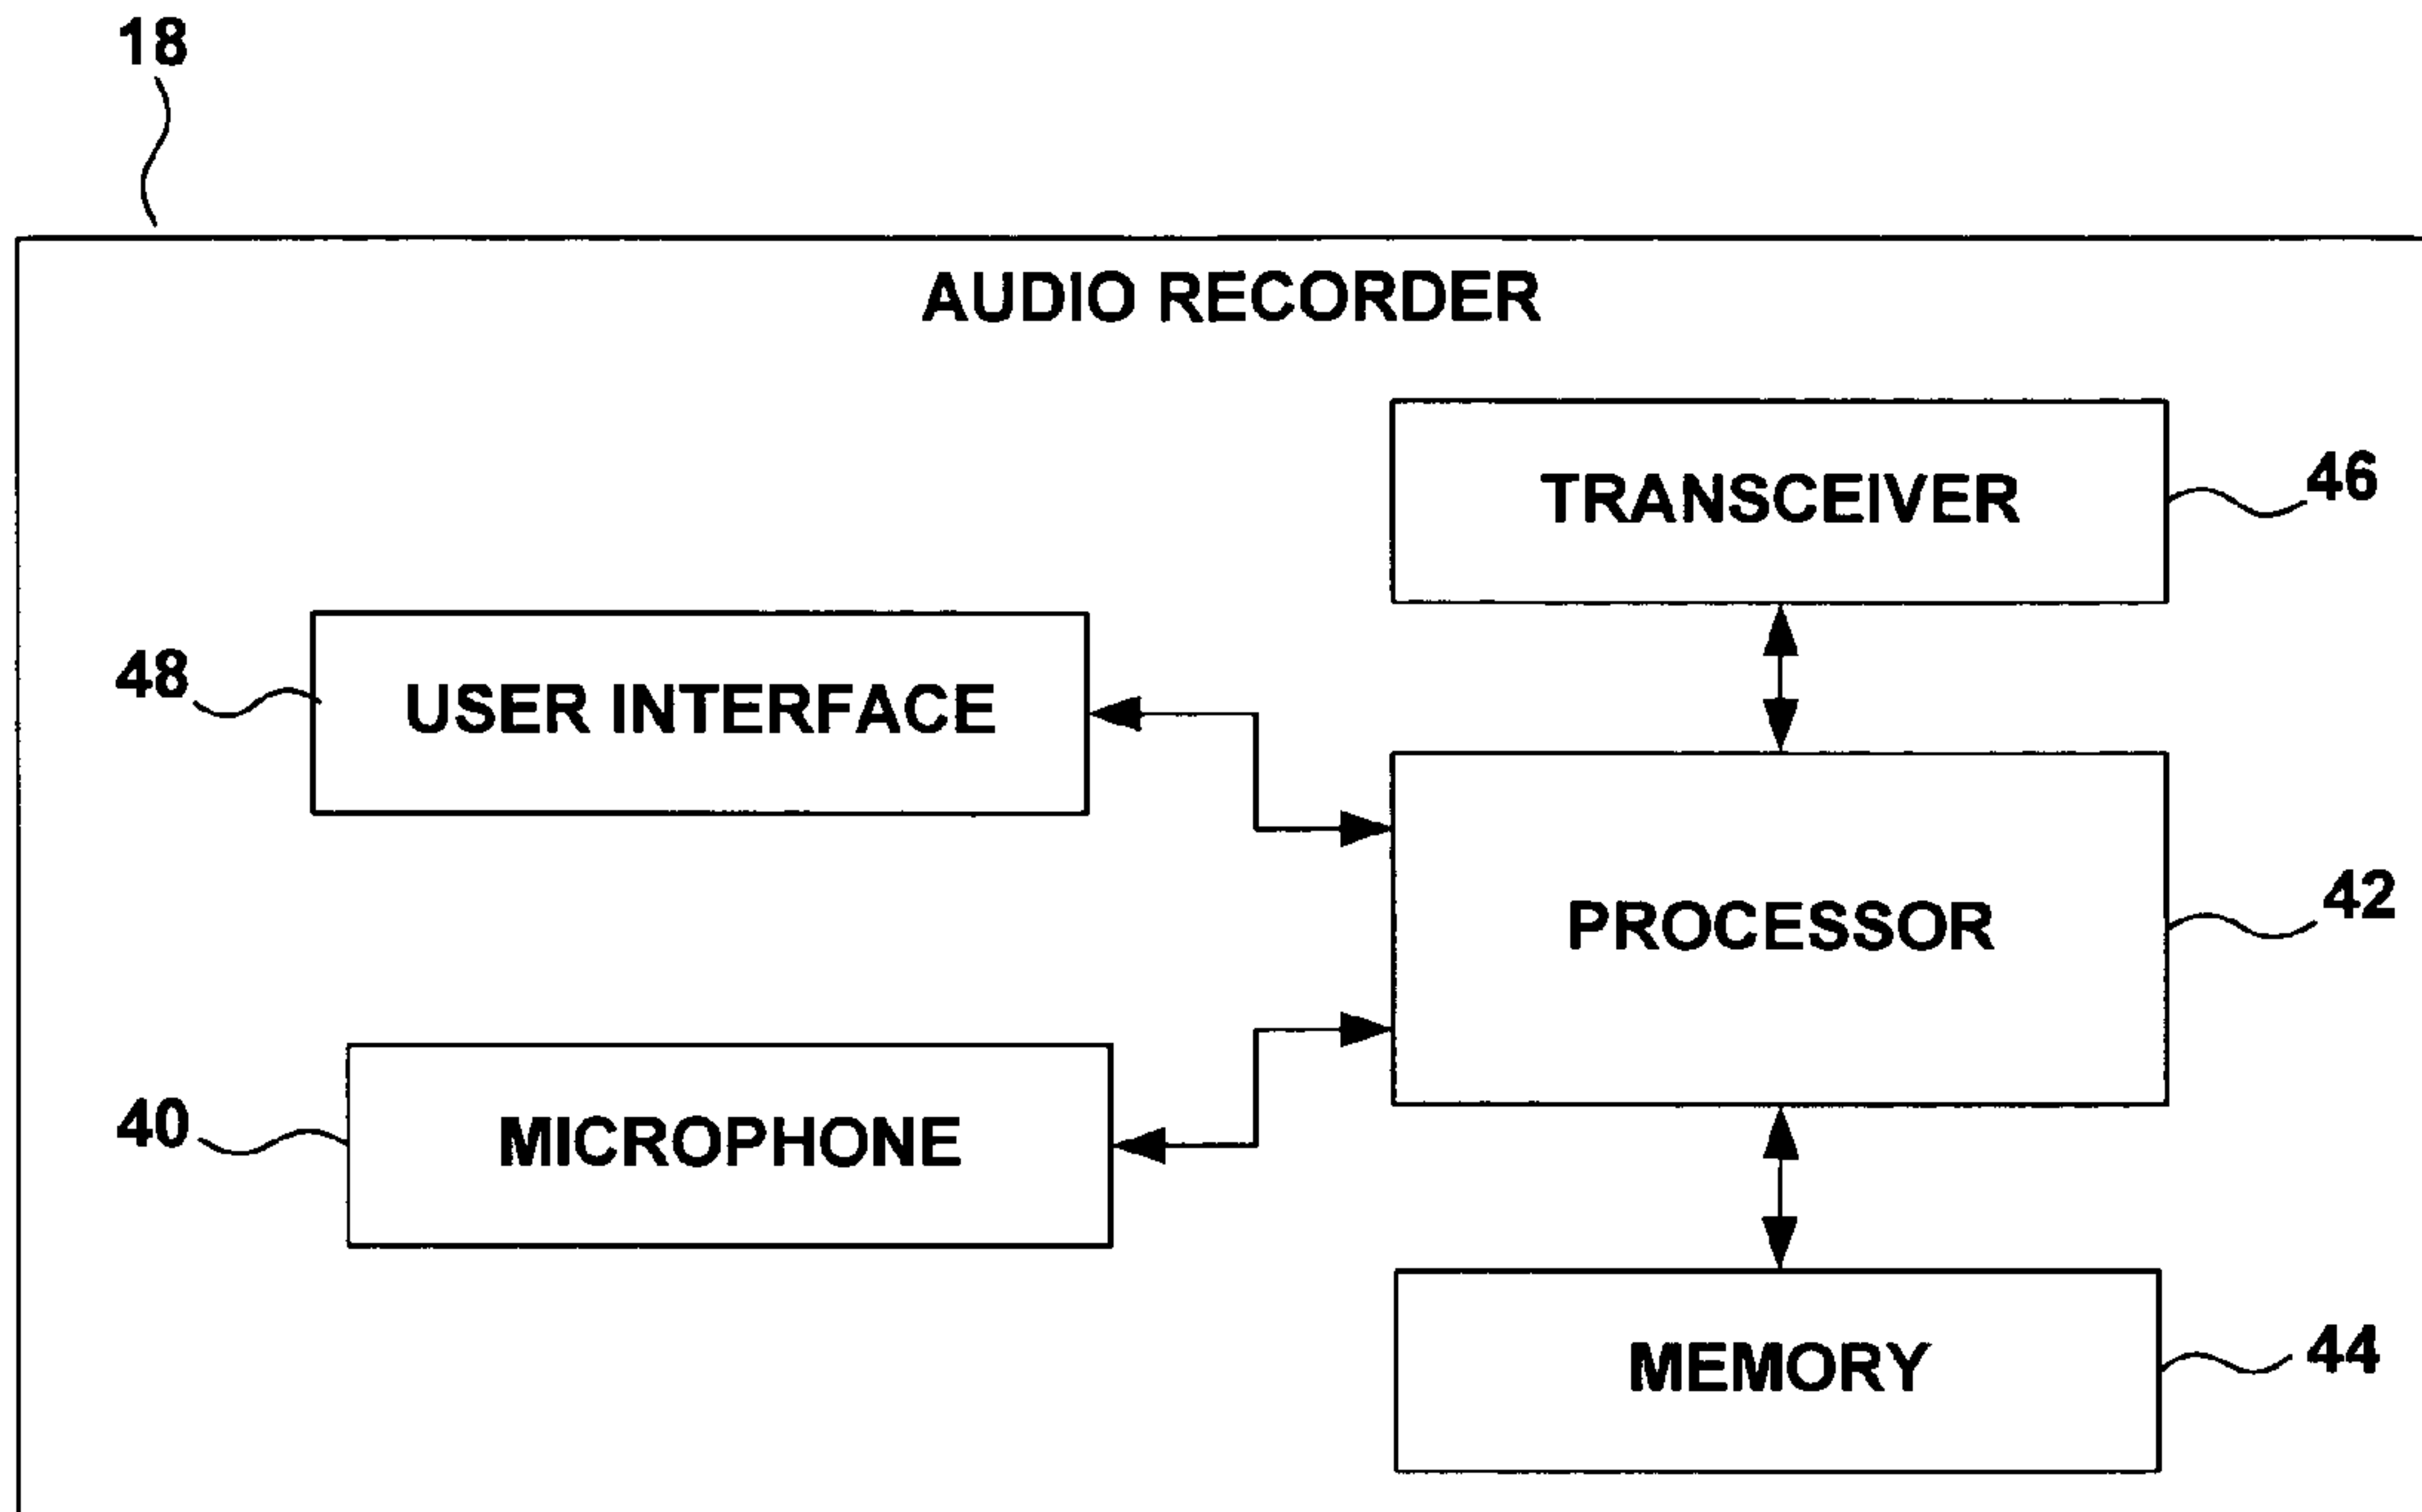 18
AUDIO RECORDER
TRANSCEIVER
46
48
USER INTERFACE
PROCESSOR
42
40
MICROPHONE
MEMORY
44